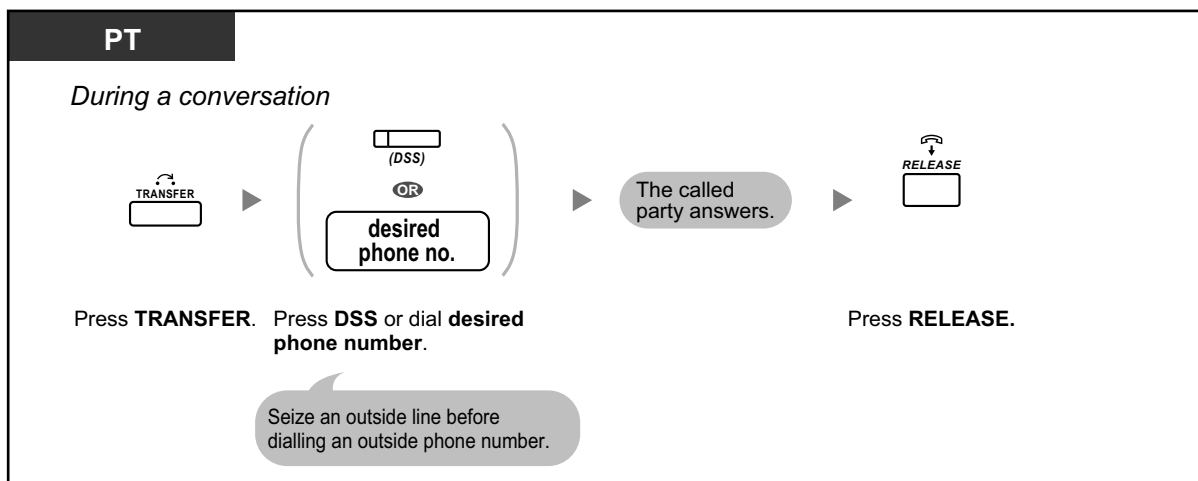 PT
During a conversation
TRANSFER
(DSS)
OR
desired
phone no.
The called
party answers.
RELEASE
Press TRANSFER.
Press DSS or dial desired
phone number.
Press RELEASE.
Seize an outside line before
dialling an outside phone number.